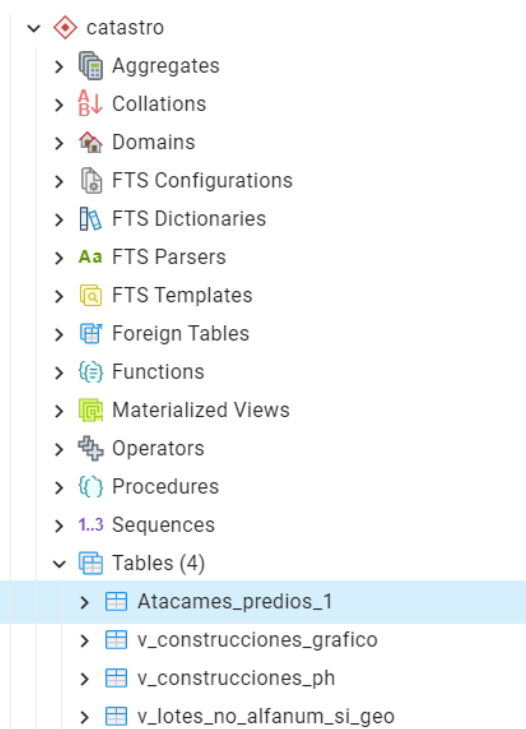 catastro
Aggregates
A
B Collations
Domains
FTS Configurations
FTS Dictionaries
Aa FTS Parsers
FTS Templates
Foreign Tables
Functions
Materialized Views
Operators
Procedures
1..3 Sequences
Tables (4)
Atacames_predios_1
v_construcciones_grafico
v_construcciones_ph
v_lotes_no_alfanum_si_geo